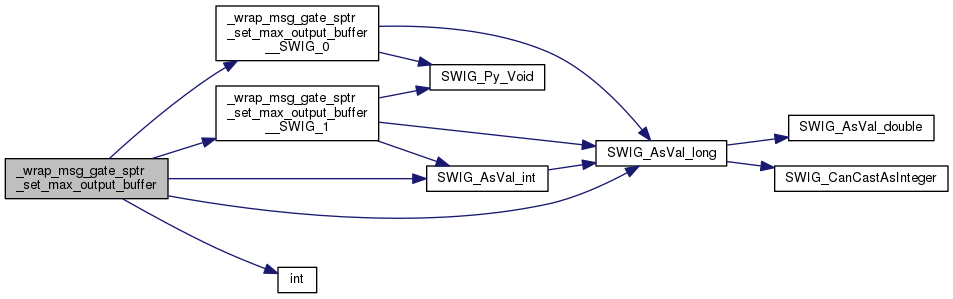 _wrap_msg_gate_sptr
_set_max_output_buffer
__SWIG_0
SWIG_Py_Void
_wrap_msg_gate_sptr
_set_max_output_buffer
__SWIG_1
SWIG_AsVal_double
SWIG_AsVal_long
_wrap_msg_gate_sptr
_set_max_output_buffer
SWIG_AsVal_int
SWIG_CanCastAsInteger
int